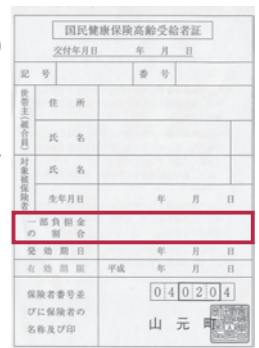 国民健康保険高齢受給者証
交付年月日 年 月 日
記 号 番 号
世帯主(組合員) 住 所
氏 名
対象被保険者 氏 名
生年月日 年 月 日
一部負担金の割合
発 効 期 日 年 月 日
有 効 期 限 平成 年 月 日
保険者番号並びに保険者の名称及び印 040204
山 元 町